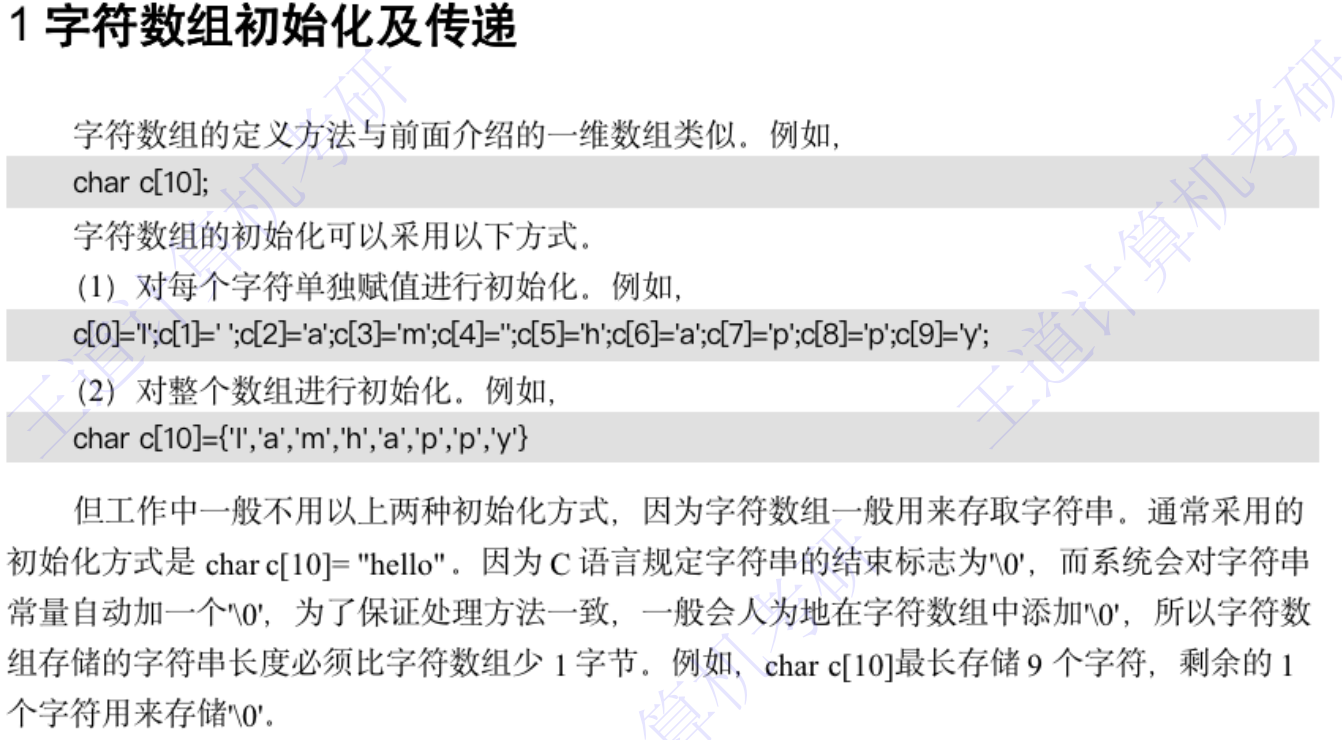 1 字符数组初始化及传递
字符数组的定义方法与前面介绍的一维数组类似。例如,
char c[10];
字符数组的初始化可以采用以下方式。
(1) 对每个字符单独赋值进行初始化。例如,
c[0]='I';c[1]=' ';c[2]='a';c[3]='m';c[4]='';c[5]='h';c[6]='a';c[7]='p';c[8]='p';c[9]='y';
(2) 对整个数组进行初始化。例如,
char c[10]={'I','a','m','h','a','p','p','y'}
但工作中一般不用以上两种初始化方式，因为字符数组一般用来存取字符串。通常采用的
初始化方式是 char c[10]= "hello"。因为 C 语言规定字符串的结束标志为'\0'，而系统会对字符串
常量自动加一个'\0'，为了保证处理方法一致，一般会人为地在字符数组中添加'\0'，所以字符数
组存储的字符串长度必须比字符数组少 1 字节。例如，char c[10]最长存储 9 个字符，剩余的 1
个字符用来存储'\0'。
王道计算机考研
王道计算机考研
算机考研